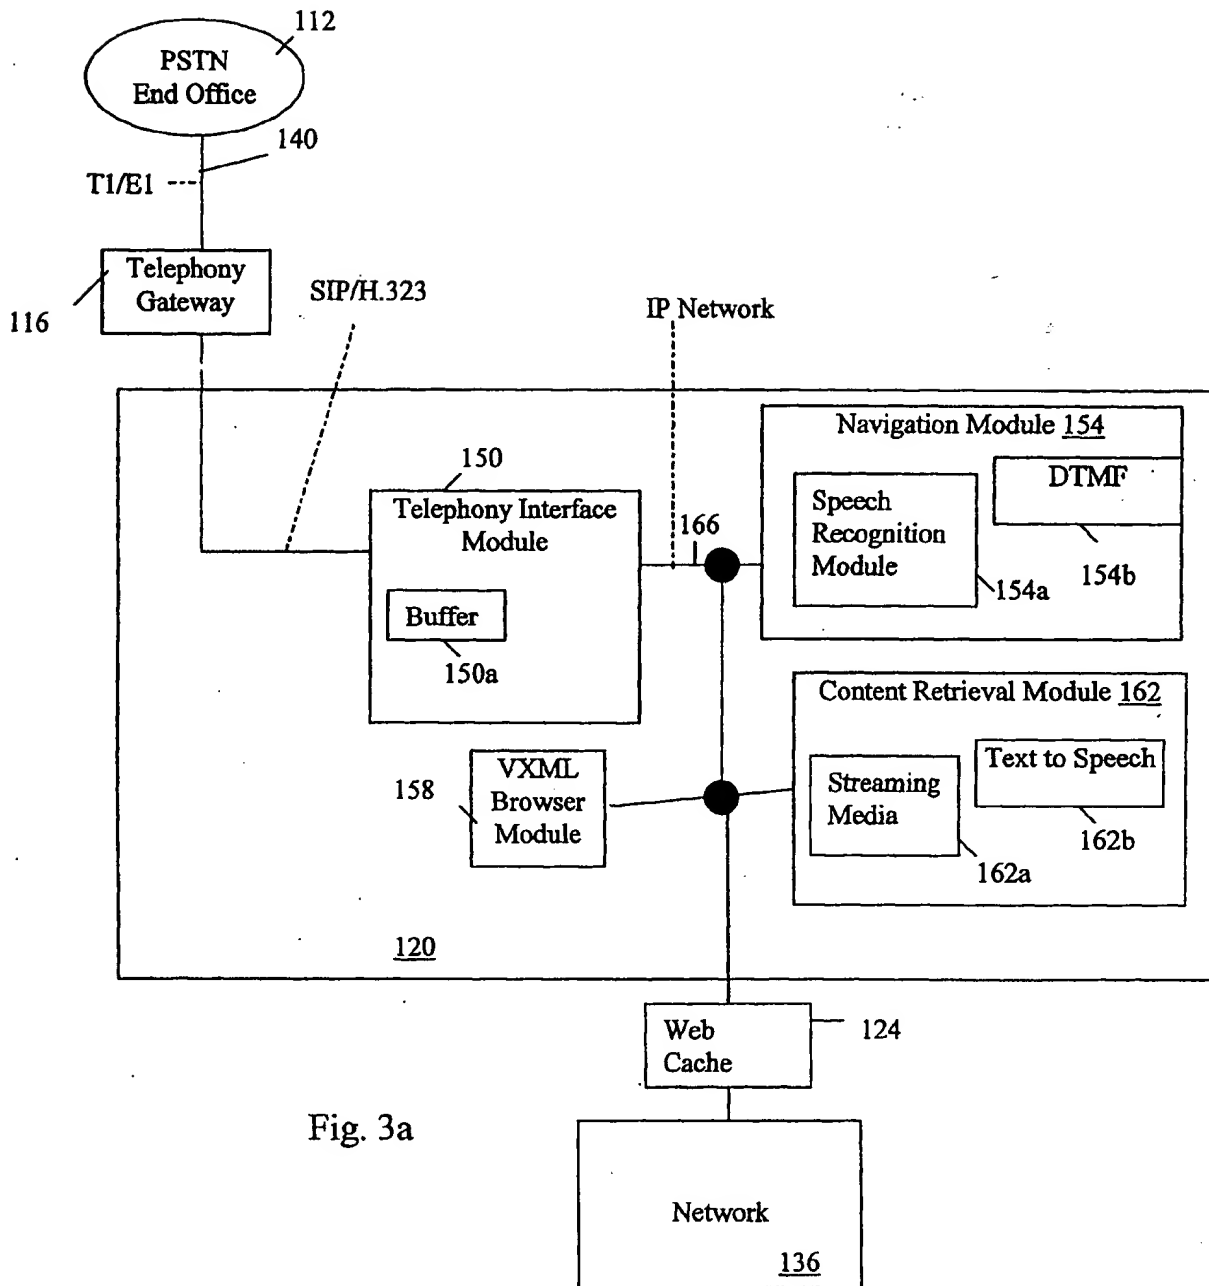 112
PSTN
End Office
140
T1/E1
Telephony
Gateway
116
SIP/H.323
IP Network
Navigation Module 154
150
DTMF
Telephony Interface
Module
166
Speech
Recognition
Module
154b
154a
Buffer
150a
Content Retrieval Module 162
VXML
Browser
Module
158
Text to Speech
Streaming
Media
162b
162a
120
Web
Cache
124
Fig. 3a
Network
136